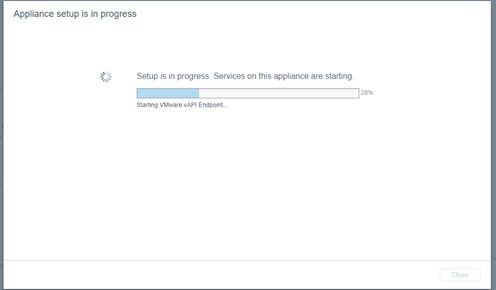 Appliance setup is in progress
Setup is in progress. Services on this appliance are starting.
28%
Starting VMware vAPI Endpoint...
Close